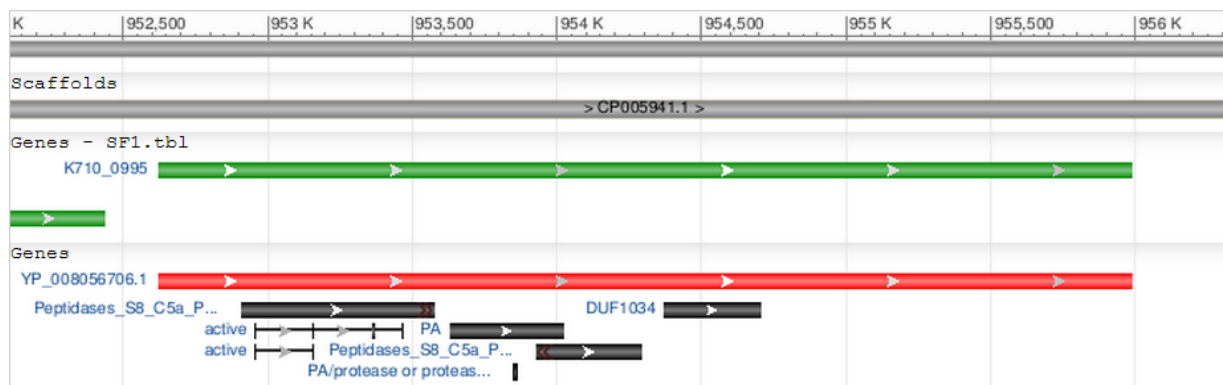 K 952,500 953 K 953,500 954 K 954,500 955 K 955,500 956 K
Scaffolds
> CP005941.1 >
Genes - SF1.tbl
K710_0995
Genes
YP_008056706.1
Peptidases_S8_C5a_P... DUF1034
active PA
active Peptidases_S8_C5a_P...
PA/protease or proteas...